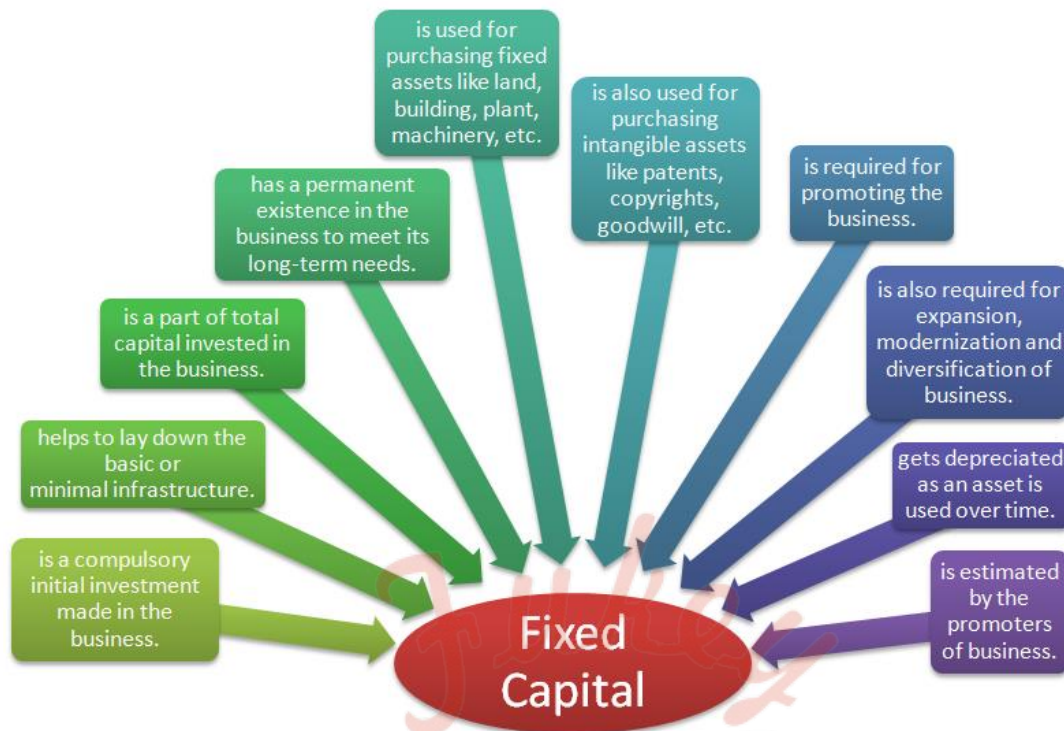 is a compulsory
initial investment
made in the
business.
helps to lay down the
basic or
minimal infrastructure.
is a part of total
capital invested in
the business.
has a permanent
existence in the
business to meet its
long-term needs.
is used for
purchasing fixed
assets like land,
building, plant,
machinery, etc.
is also used for
purchasing
intangible assets
like patents,
copyrights,
goodwill, etc.
is required for
promoting the
business.
is also required for
expansion,
modernization and
diversification of
business.
gets depreciated
as an asset is
used over time.
is estimated
by the
promoters
of business.
Fixed
Capital